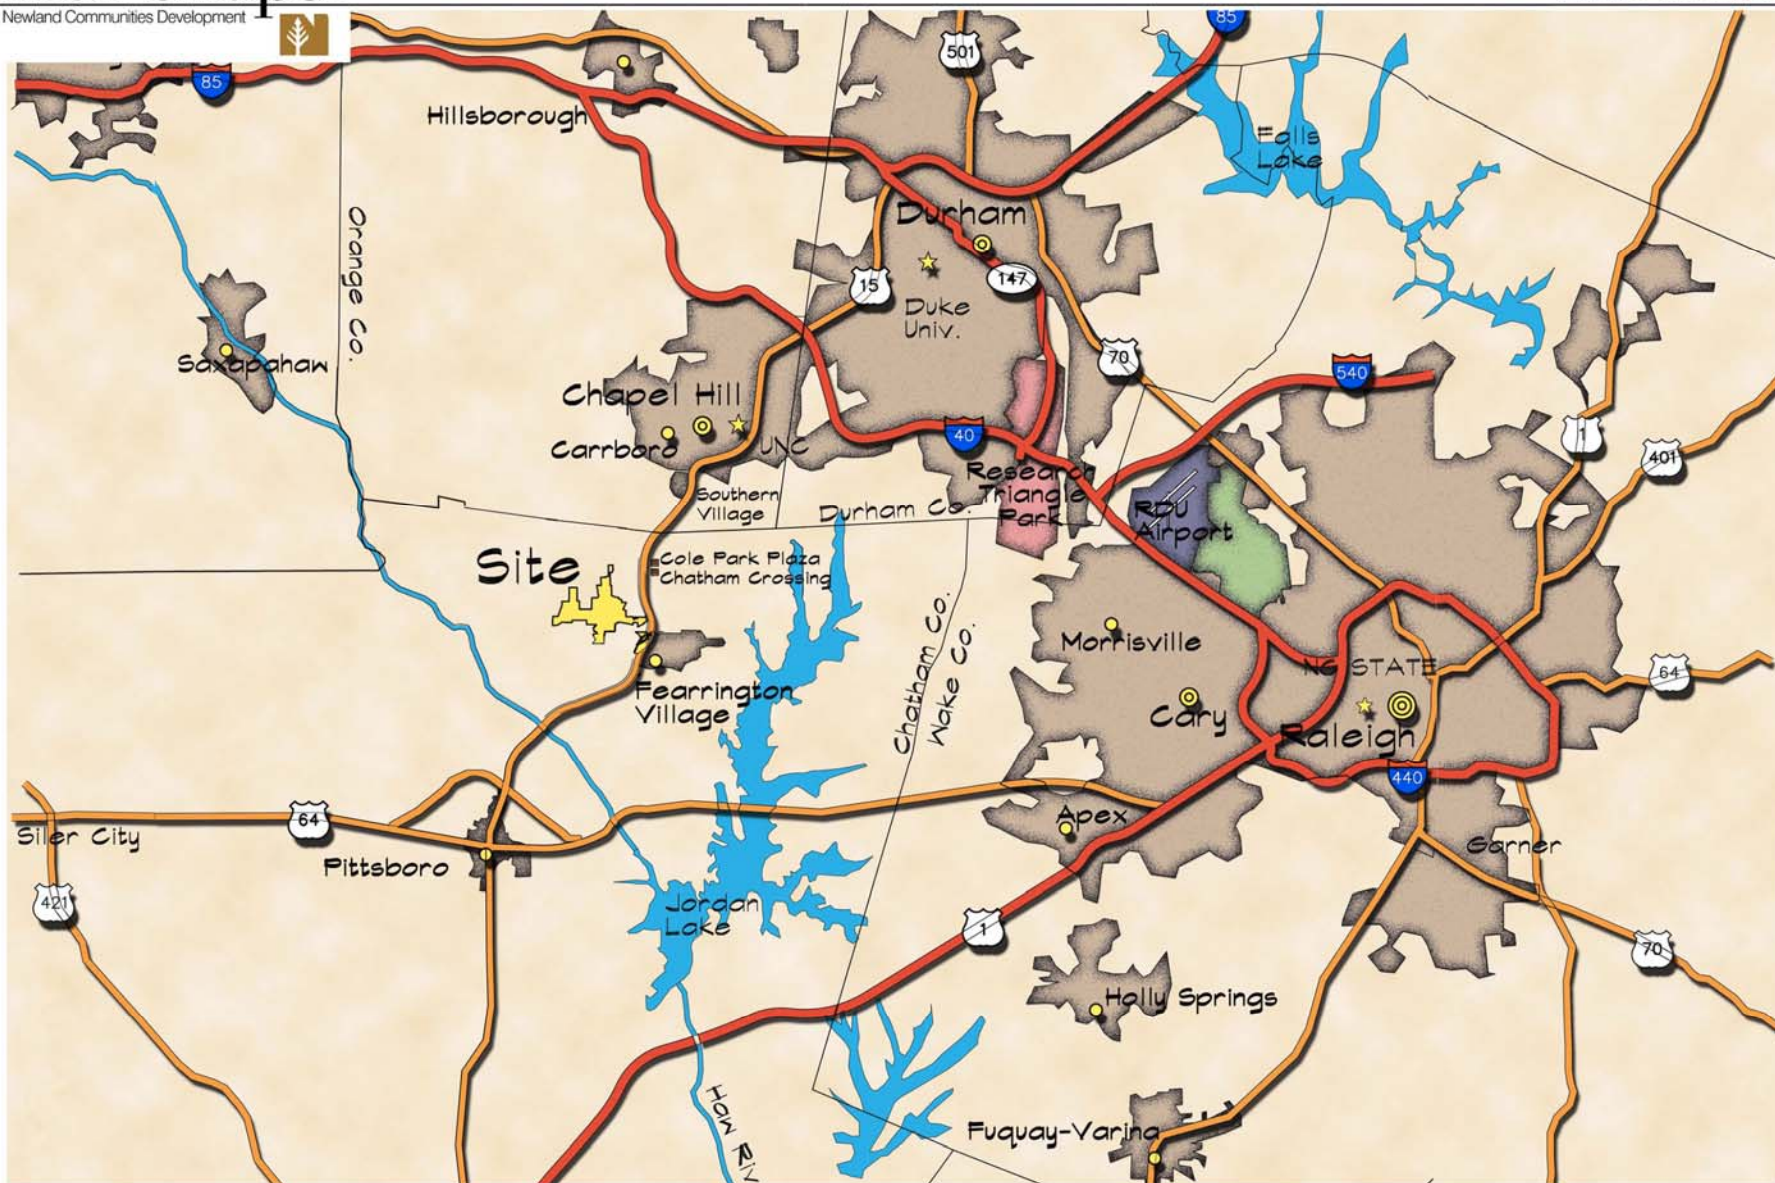 Newland Communities Development
85
501
85
Hillsborough
Falls
Lake
Orange Co.
Durham
15
147
Duke
Univ.
Saxapahaw
70
540
Chapel Hill
Carrboro
UNC
40
1
401
Research
Triangle
Park
Southern
Village
Durham Co.
RDU
Airport
Site
Cole Park Plaza
Chatham Crossing
Chatham Co.
Wake Co.
Morrisville
NC STATE
64
Fearrington
Village
Cary
Raleigh
440
64
Siler City
Apex
Garner
Pittsboro
421
Jordan
Lake
1
70
Holly Springs
Haw Riv
Fuquay-Varina